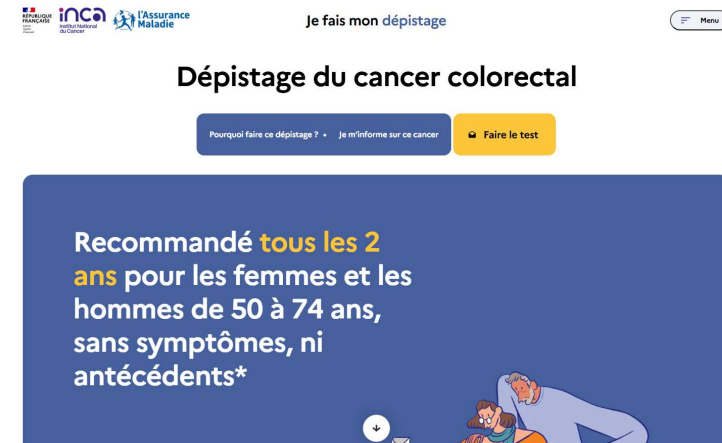 RÉPUBLIQUE
FRANÇAISE
inca
Institut National
du Cancer
l'Assurance
Maladie
Je fais mon dépistage
Menu
Dépistage du cancer colorectal
Pourquoi faire ce dépistage ? • Je m'informe sur ce cancer
Faire le test
Recommandé tous les 2
ans pour les femmes et les
hommes de 50 à 74 ans,
sans symptômes, ni
antécédents*